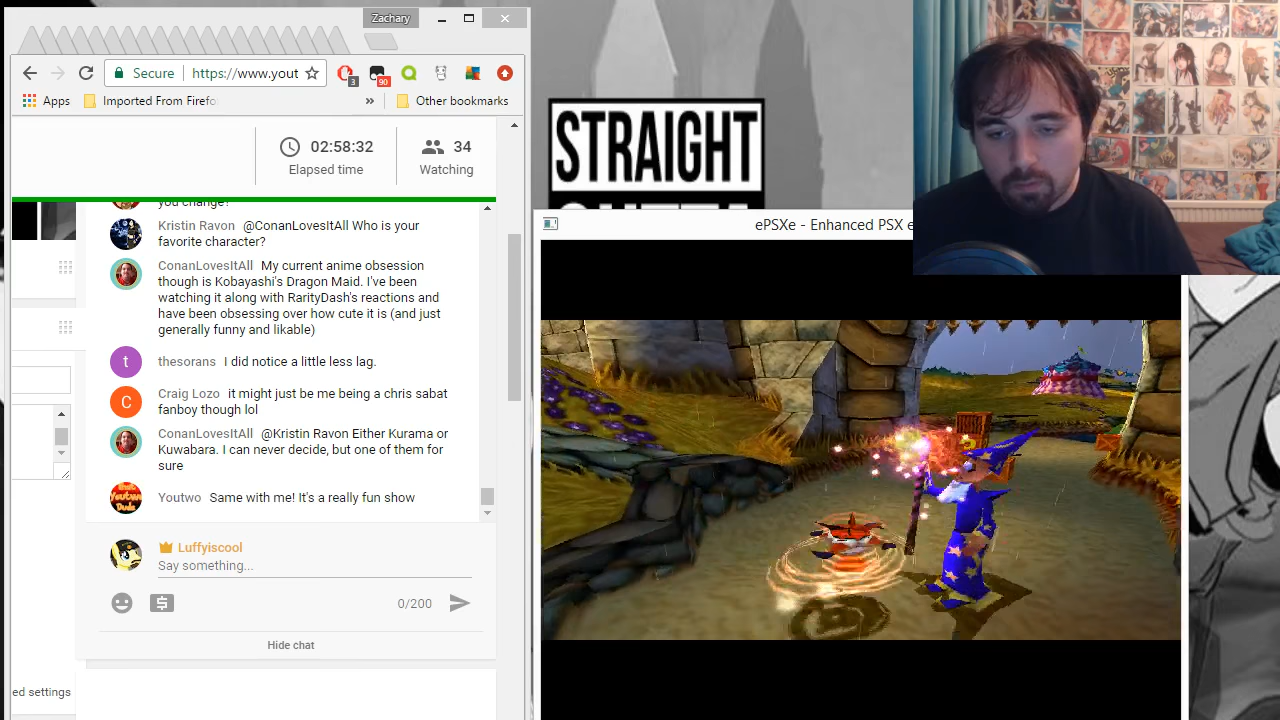 Zachary
Secure https://www.yout
3
90
Apps Imported From Firefo
» Other bookmarks
02:58:32
Elapsed time
34
Watching
you change?
Kristin Ravon @ConanLovesItAll Who is your
favorite character?
ConanLovesItAll My current anime obsession
though is Kobayashi's Dragon Maid. I've been
watching it along with RarityDash's reactions and
have been obsessing over how cute it is (and just
generally funny and likable)
t
thesorans I did notice a little less lag.
C
Craig Lozo it might just be me being a chris sabat
fanboy though lol
ConanLovesItAll @Kristin Ravon Either Kurama or
Kuwabara. I can never decide, but one of them for
sure
Youtwo Same with me! It's a really fun show
Luffyiscool
Say something...
0/200
Hide chat
ed settings
STRAIGHT
ePSXe - Enhanced PSX e